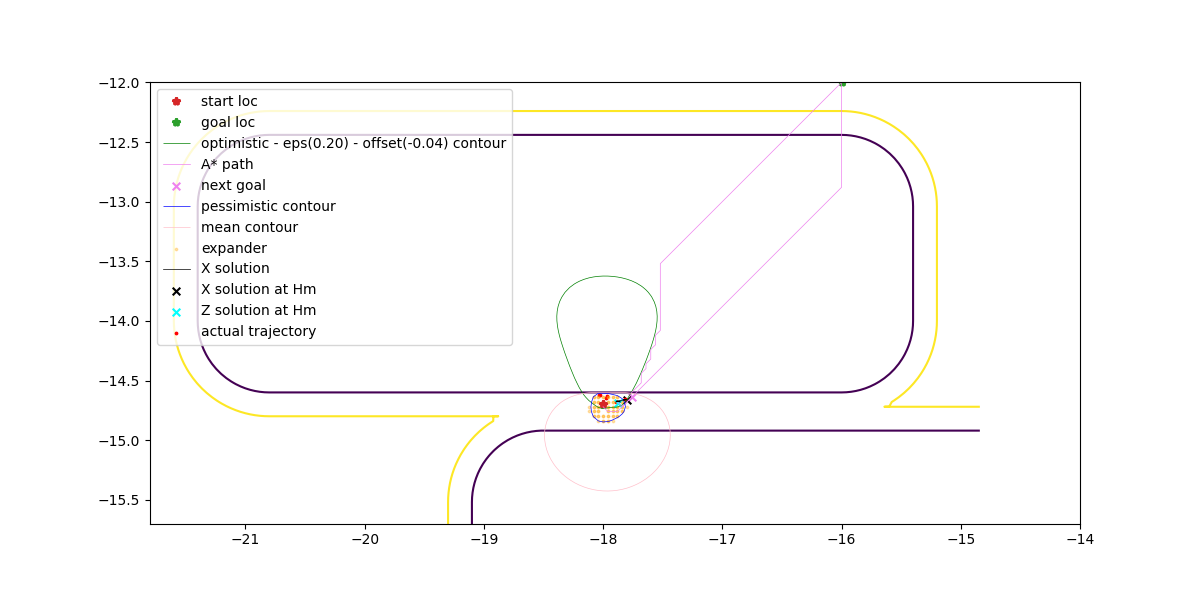 −12.0
−12.5
−13.0
−13.5
−14.0
−14.5
−15.0
−15.5
start loc
goal loc
optimistic - eps(0.20) - offset(-0.04) contour
A* path
next goal
pessimistic contour
mean contour
expander
X solution
X solution at Hm
Z solution at Hm
actual trajectory
−21 −20 −19 −18 −17 −16 −15 −14